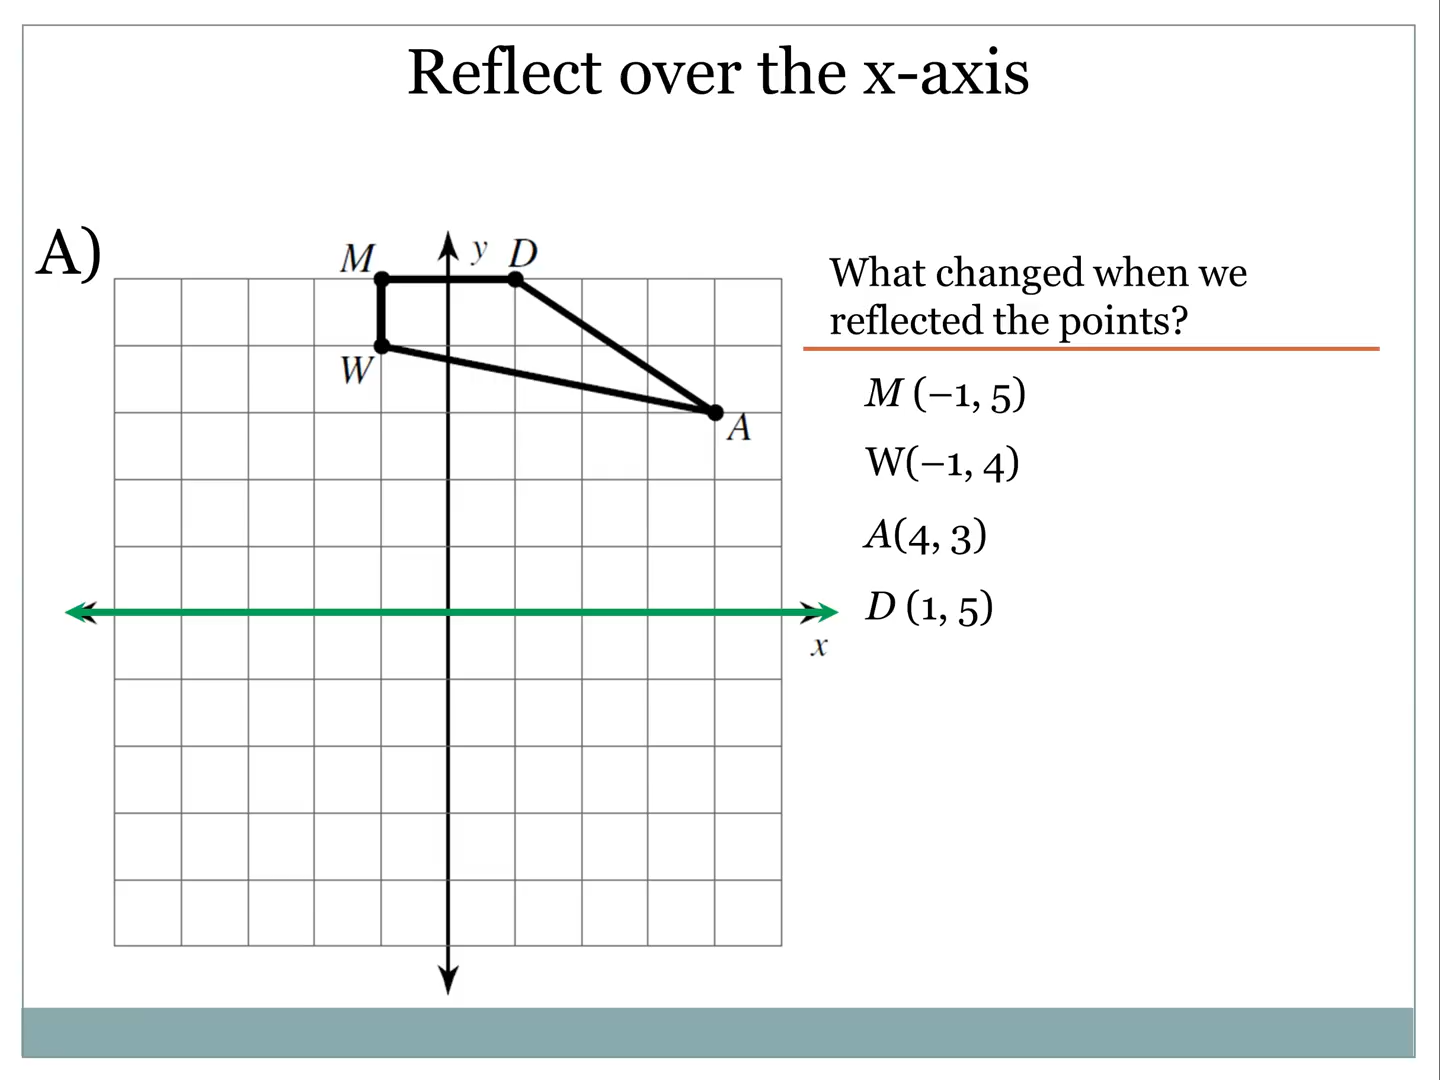 Reflect over the x-axis
A)
M
y
D
W
A
x
What changed when we
reflected the points?
M (–1, 5)
W(–1, 4)
A(4, 3)
D (1, 5)